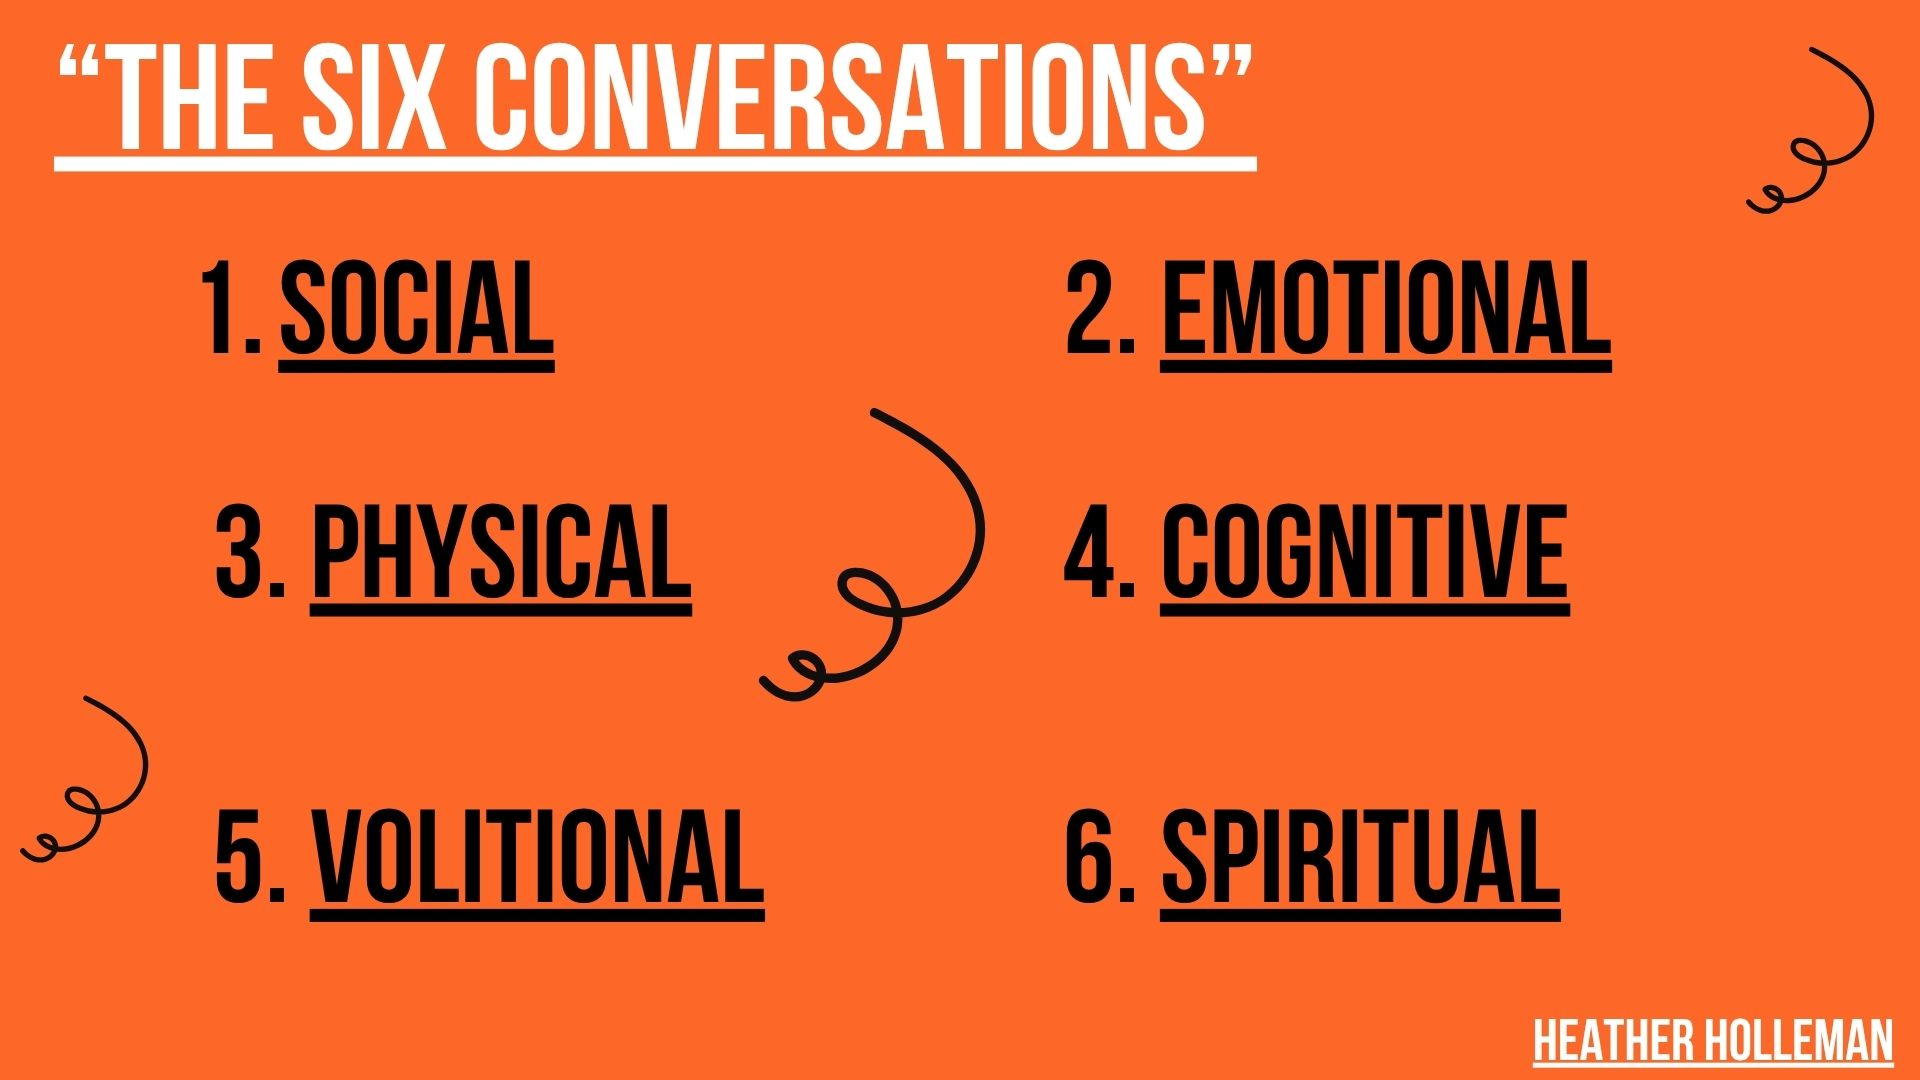 “THE SIX CONVERSATIONS”
1. SOCIAL
2. EMOTIONAL
3. PHYSICAL
4. COGNITIVE
5. VOLITIONAL
6. SPIRITUAL
HEATHER HOLLEMAN